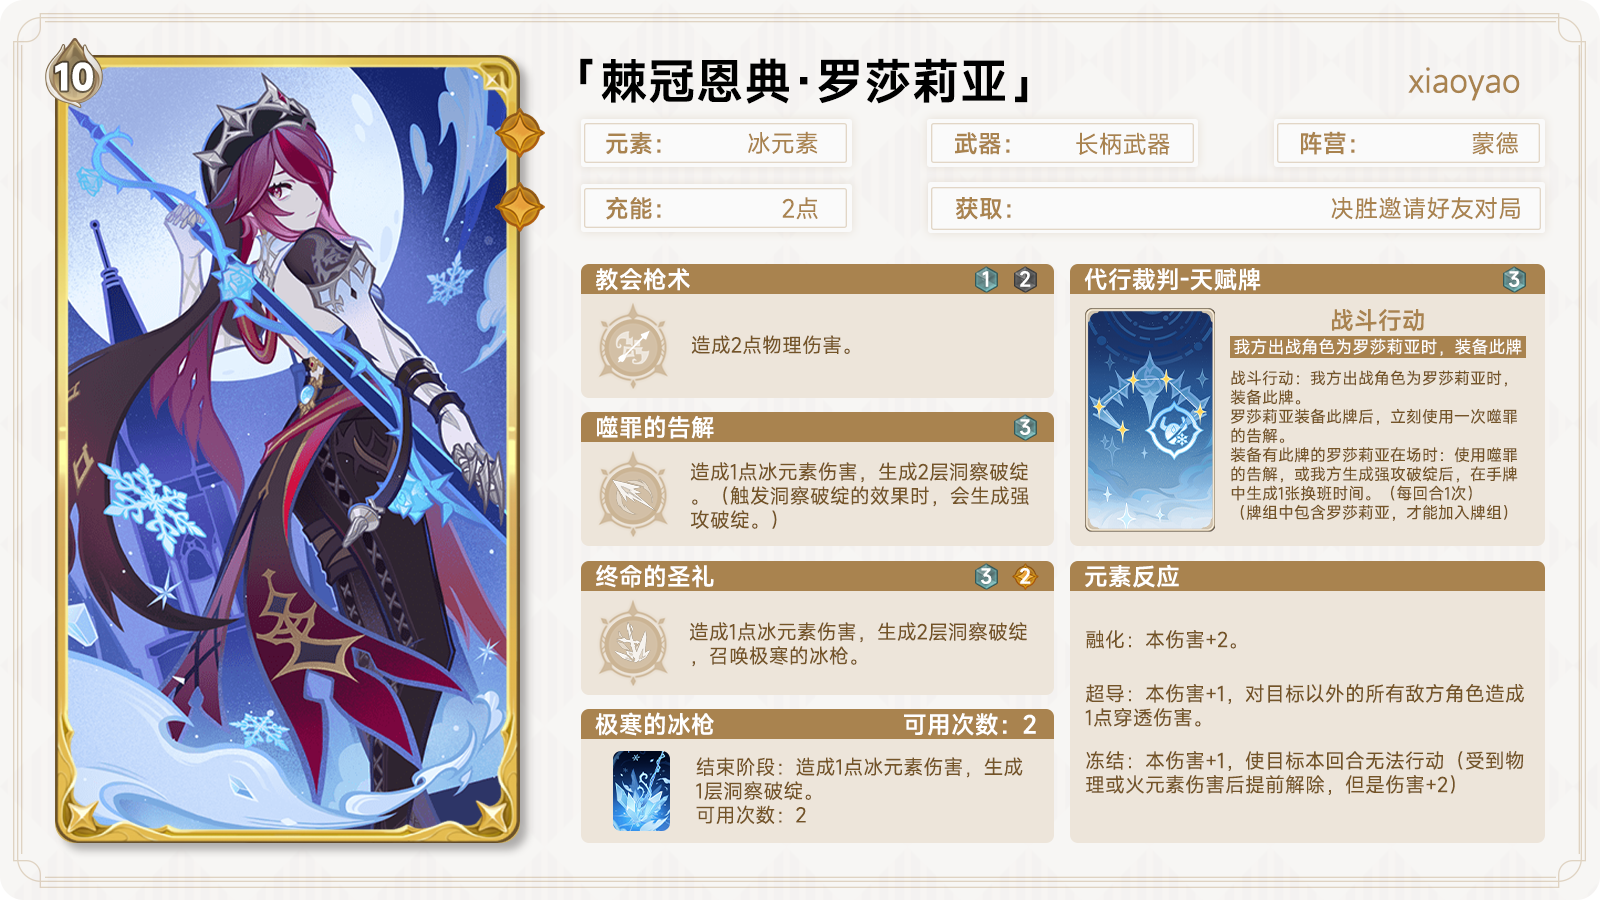 10
「棘冠恩典·罗莎莉亚」
xiaoyao
元素： 冰元素
武器： 长柄武器
阵营： 蒙德
充能： 2点
获取： 决胜邀请好友对局
教会枪术 1 2
造成2点物理伤害。
噬罪的告解 3
造成1点冰元素伤害，生成2层洞察破绽
。（触发洞察破绽的效果时，会生成强
攻破绽。）
终命的圣礼 3 2
造成1点冰元素伤害，生成2层洞察破绽
，召唤极寒的冰枪。
极寒的冰枪 可用次数：2
结束阶段：造成1点冰元素伤害，生成
1层洞察破绽。
可用次数：2
代行裁判-天赋牌 3
战斗行动
我方出战角色为罗莎莉亚时，装备此牌
战斗行动：我方出战角色为罗莎莉亚时，
装备此牌。
罗莎莉亚装备此牌后，立刻使用一次噬罪
的告解。
装备有此牌的罗莎莉亚在场时：使用噬罪
的告解，或我方生成强攻破绽后，在手牌
中生成1张换班时间。（每回合1次）
（牌组中包含罗莎莉亚，才能加入牌组）
元素反应
融化：本伤害+2。
超导：本伤害+1，对目标以外的所有敌方角色造成
1点穿透伤害。
冻结：本伤害+1，使目标本回合无法行动（受到物
理或火元素伤害后提前解除，但是伤害+2）